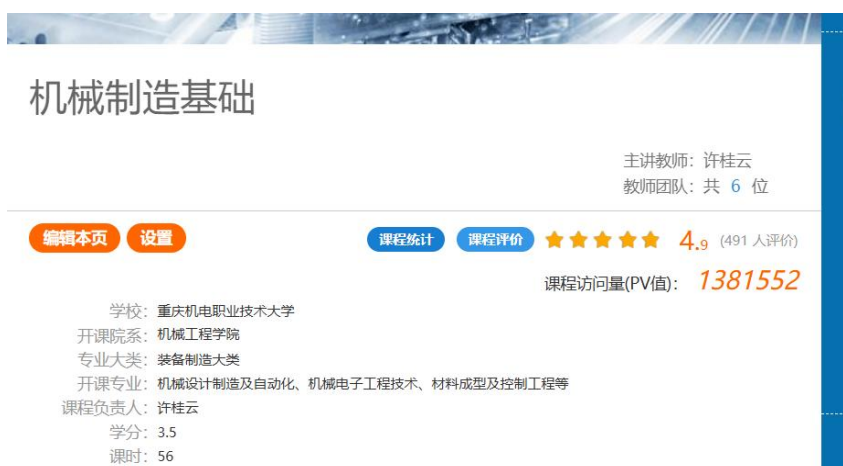 机械制造基础
主讲教师：许桂云
教师团队：共 6 位
编辑本页 设置 课程统计 课程评价 4.9 (491 人评价)
课程访问量(PV值)： 1381552
学校：重庆机电职业技术大学
开课院系：机械工程学院
专业大类：装备制造大类
开课专业：机械设计制造及自动化、机械电子工程技术、材料成型及控制工程等
课程负责人：许桂云
学分：3.5
课时：56